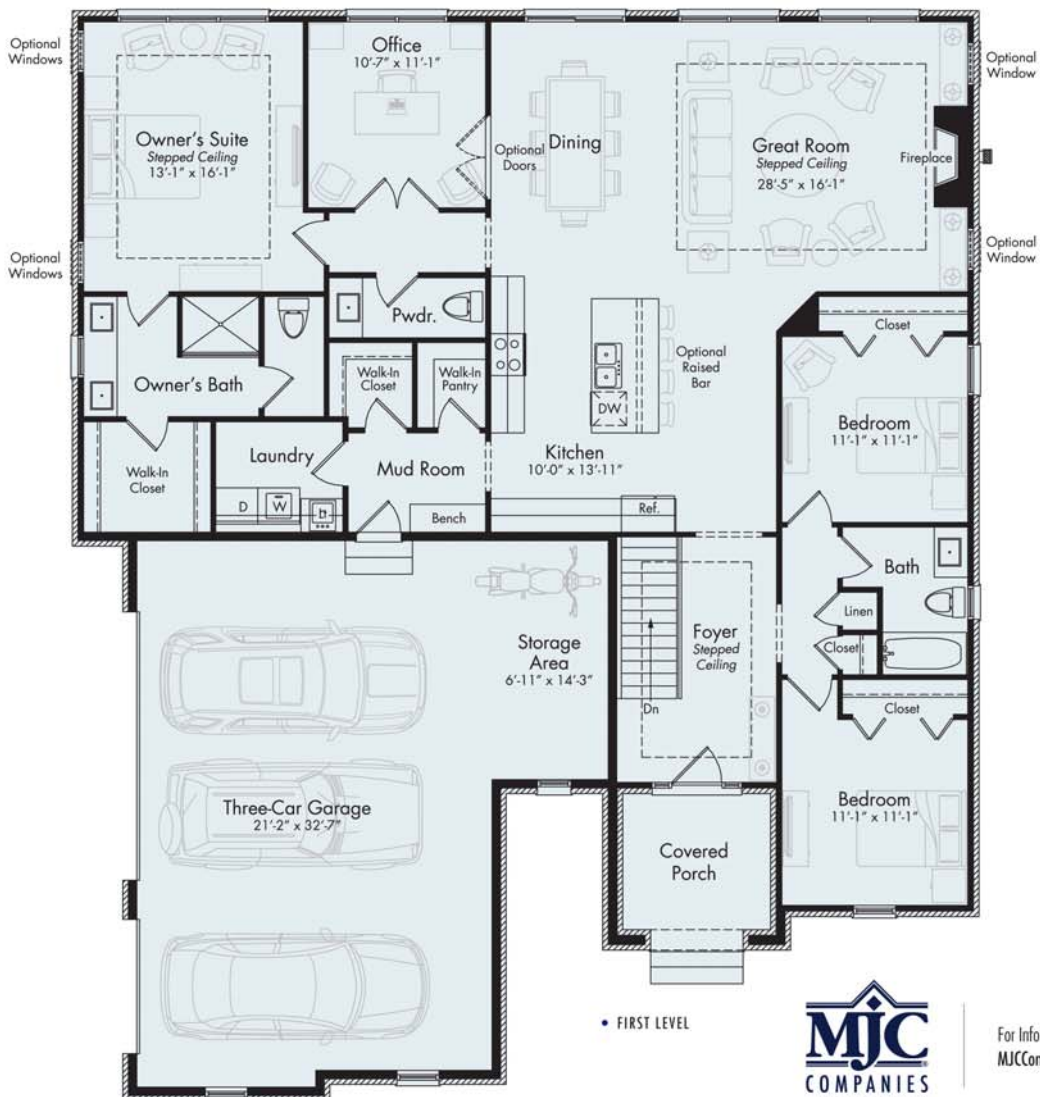 Optional
Windows
Office
10'-7" x 11'-1"
Optional
Window
Owner's Suite
Stepped Ceiling
13'-1" x 16'-1"
Optional
Doors
Dining
Great Room
Stepped Ceiling
28'-5" x 16'-1"
Fireplace
Optional
Windows
Optional
Window
Pwdr.
Closet
Owner's Bath
Walk-In
Closet
Walk-In
Pantry
DW
Optional
Raised
Bar
Bedroom
11'-1" x 11'-1"
Walk-In
Closet
Laundry
D
W
Mud Room
Bench
Kitchen
10'-0" x 13'-11"
Ref.
Bath
Linen
Closet
Storage
Area
6'-11" x 14'-3"
Foyer
Stepped
Ceiling
Dn
Closet
Three-Car Garage
21'-2" x 32'-7"
Bedroom
11'-1" x 11'-1"
Covered
Porch
• FIRST LEVEL
MJC
COMPANIES
For Info
MJCCom